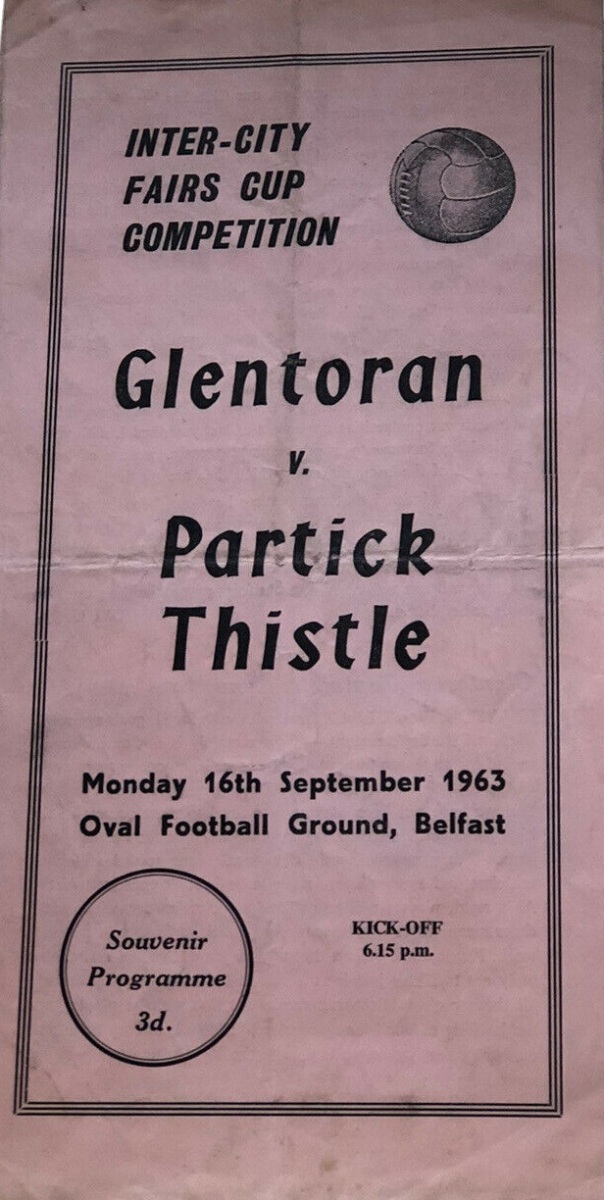 INTER-CITY
FAIRS CUP
COMPETITION
Glentoran
v.
Partick
Thistle
Monday 16th September 1963
Oval Football Ground, Belfast
Souvenir
Programme
3d.
KICK-OFF
6.15 p.m.